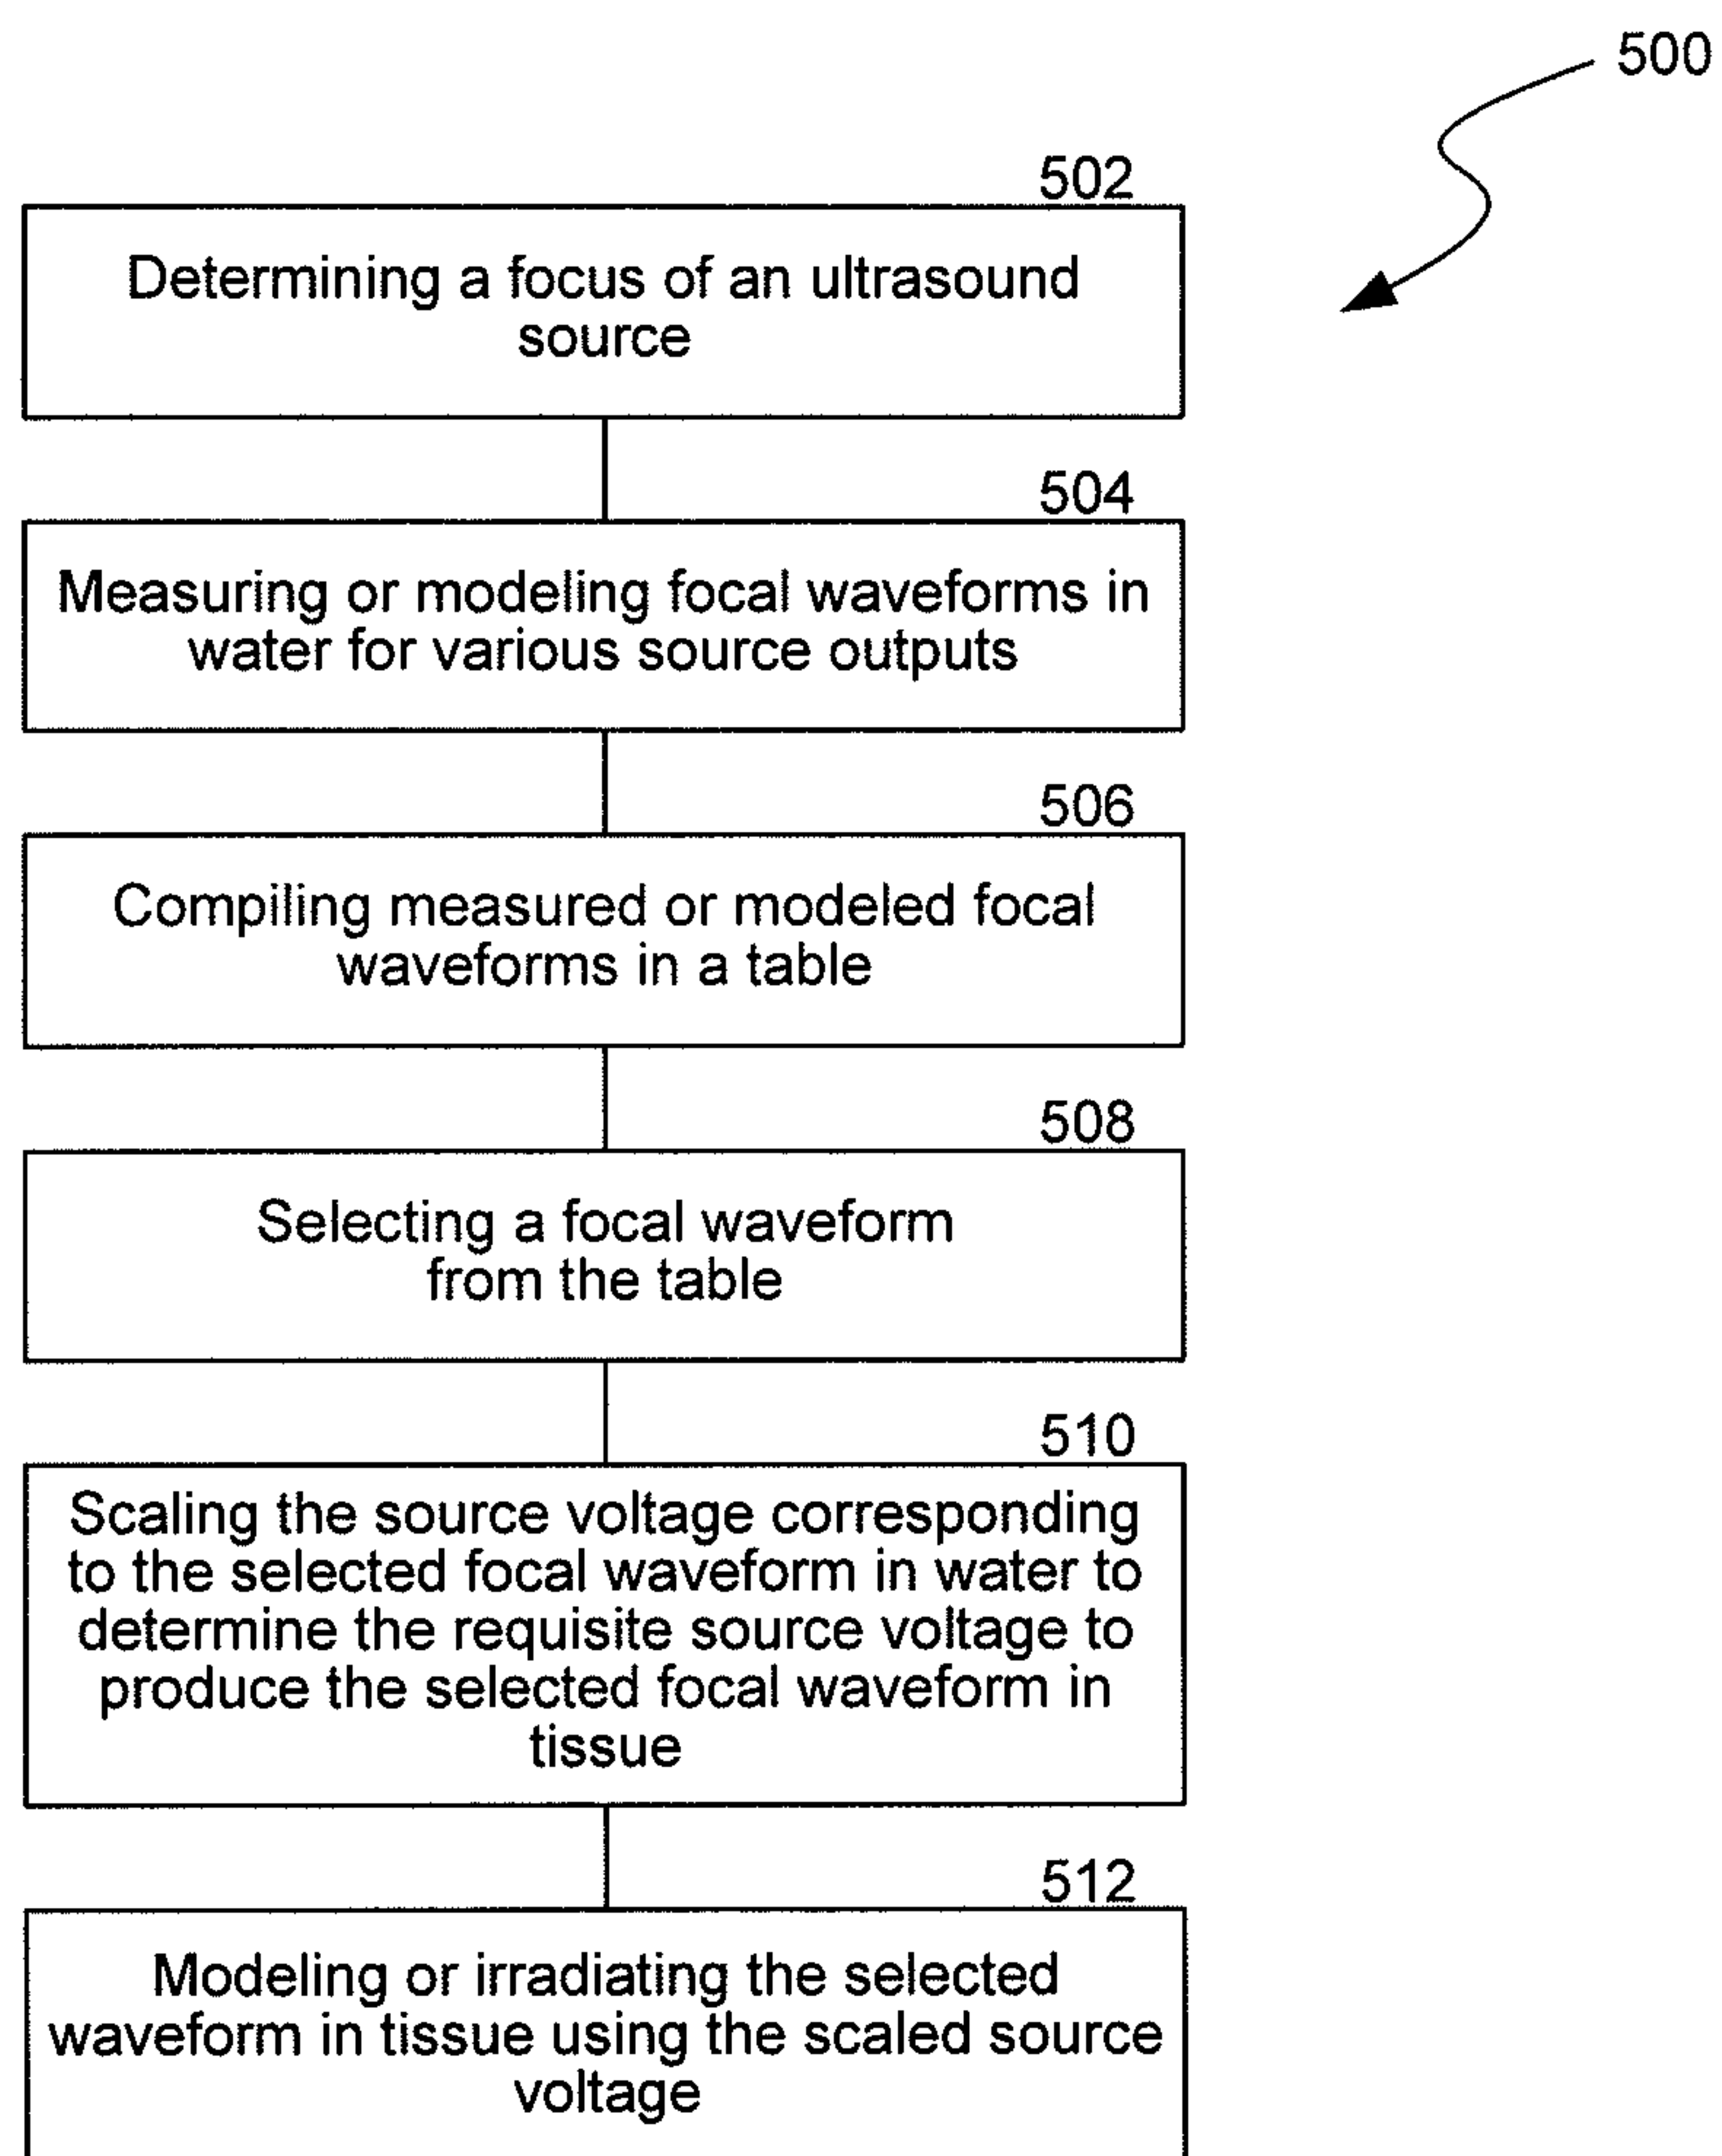 500
502
Determining a focus of an ultrasound
source
504
Measuring or modeling focal waveforms in
water for various source outputs
506
Compiling measured or modeled focal
waveforms in a table
508
Selecting a focal waveform
from the table
510
Scaling the source voltage corresponding
to the selected focal waveform in water to
determine the requisite source voltage to
produce the selected focal waveform in
tissue
512
Modeling or irradiating the selected
waveform in tissue using the scaled source
voltage